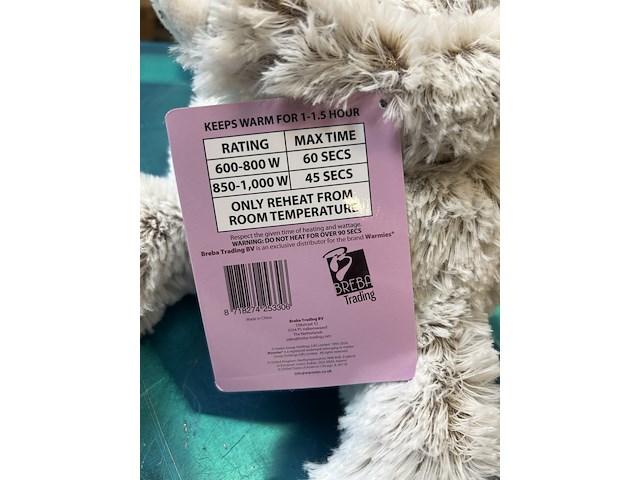 KEEPS WARM FOR 1-1.5 HOUR
RATING MAX TIME
600-800 W 60 SECS
850-1,000 W 45 SECS
ONLY REHEAT FROM
ROOM TEMPERATURE
Respect the given time of heating and wattage.
WARNING: DO NOT HEAT FOR OVER 90 SECS
Breba Trading BV is an exclusive distributor for the brand Warmies®
BREBA
Trading
8 718274 253306
Made in China
Breba Trading BV
The Netherlands